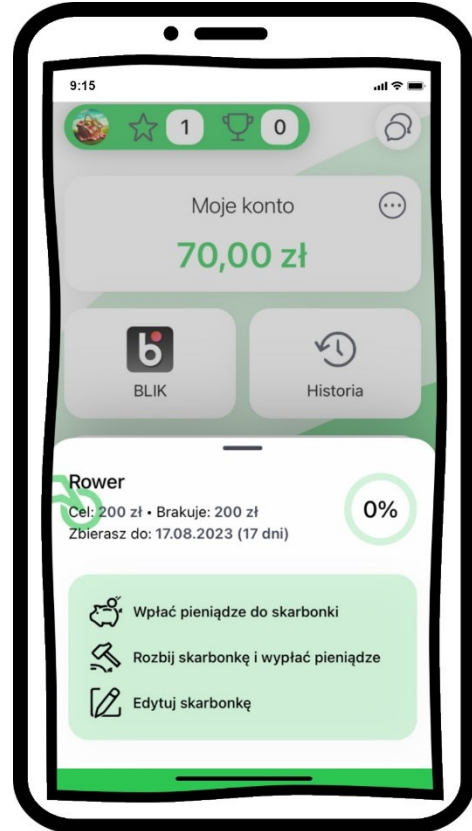 9:15
1 0
Moje konto
70,00 zł
BLIK
Historia
Rower
Cel: 200 zł • Brakuje: 200 zł
0%
Zbierasz do: 17.08.2023 (17 dni)
Wpłać pieniądze do skarbonki
Rozbij skarbonkę i wypłać pieniądze
Edytuj skarbonkę